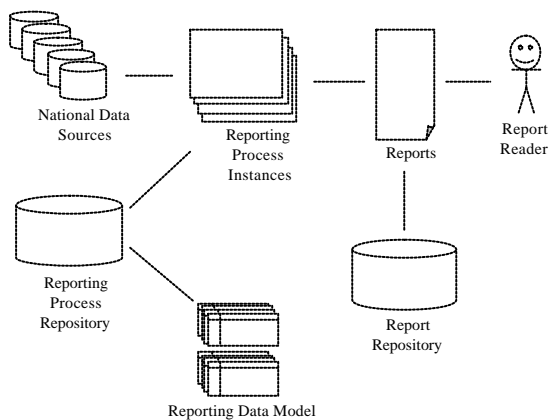 National Data
Sources
Reporting
Process
Instances
Reports
Report
Reader
Reporting
Process
Repository
Report
Repository
Reporting Data Model